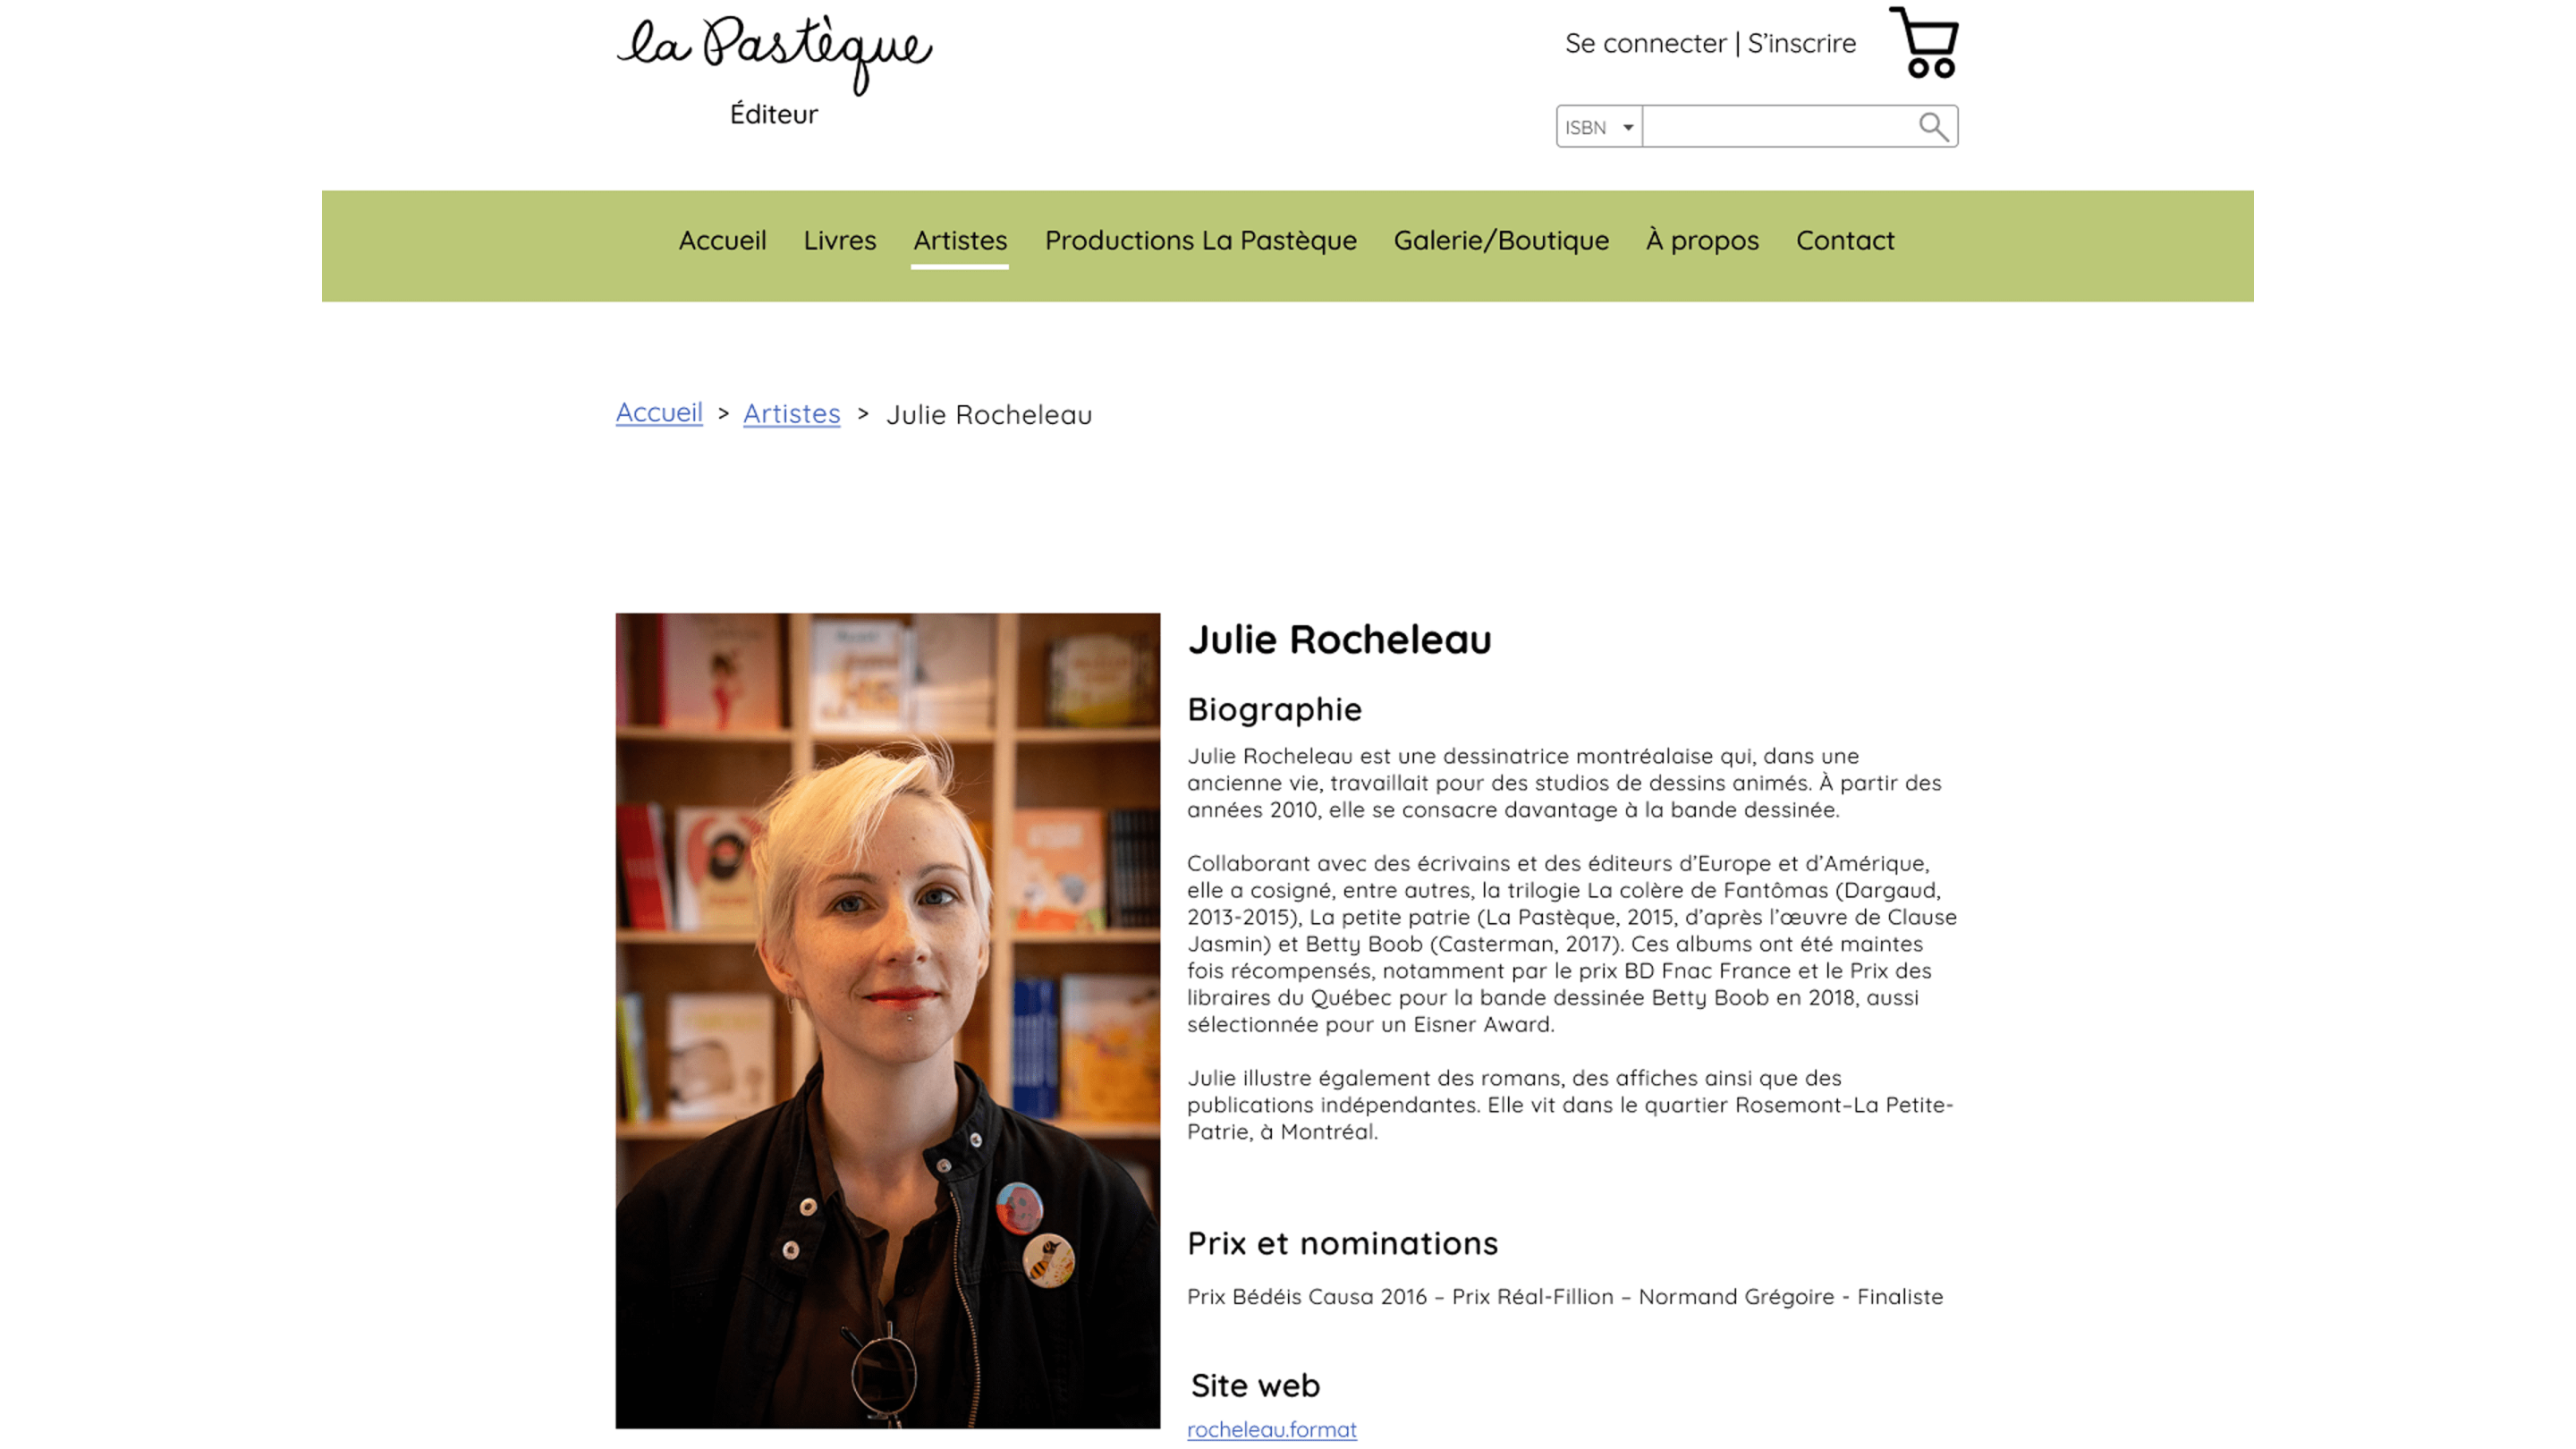 la Pastèque
Éditeur
Se connecter | S'inscrire
ISBN
Accueil Livres Artistes Productions La Pastèque Galerie/Boutique À propos Contact
Accueil > Artistes > Julie Rocheleau
Julie Rocheleau
Biographie
Julie Rocheleau est une dessinatrice montréalaise qui, dans une
ancienne vie, travaillait pour des studios de dessins animés. À partir des
années 2010, elle se consacre davantage à la bande dessinée.
Collaborant avec des écrivains et des éditeurs d'Europe et d'Amérique,
elle a cosigné, entre autres, la trilogie La colère de Fantômas (Dargaud,
2013-2015), La petite patrie (La Pastèque, 2015, d'après l'œuvre de Clause
Jasmin) et Betty Boob (Casterman, 2017). Ces albums ont été maintes
fois récompensés, notamment par le prix BD Fnac France et le Prix des
libraires du Québec pour la bande dessinée Betty Boob en 2018, aussi
sélectionnée pour un Eisner Award.
Julie illustre également des romans, des affiches ainsi que des
publications indépendantes. Elle vit dans le quartier Rosemont–La Petite-
Patrie, à Montréal.
Prix et nominations
Prix Bédéis Causa 2016 – Prix Réal-Fillion – Normand Grégoire - Finaliste
Site web
rocheleau.format